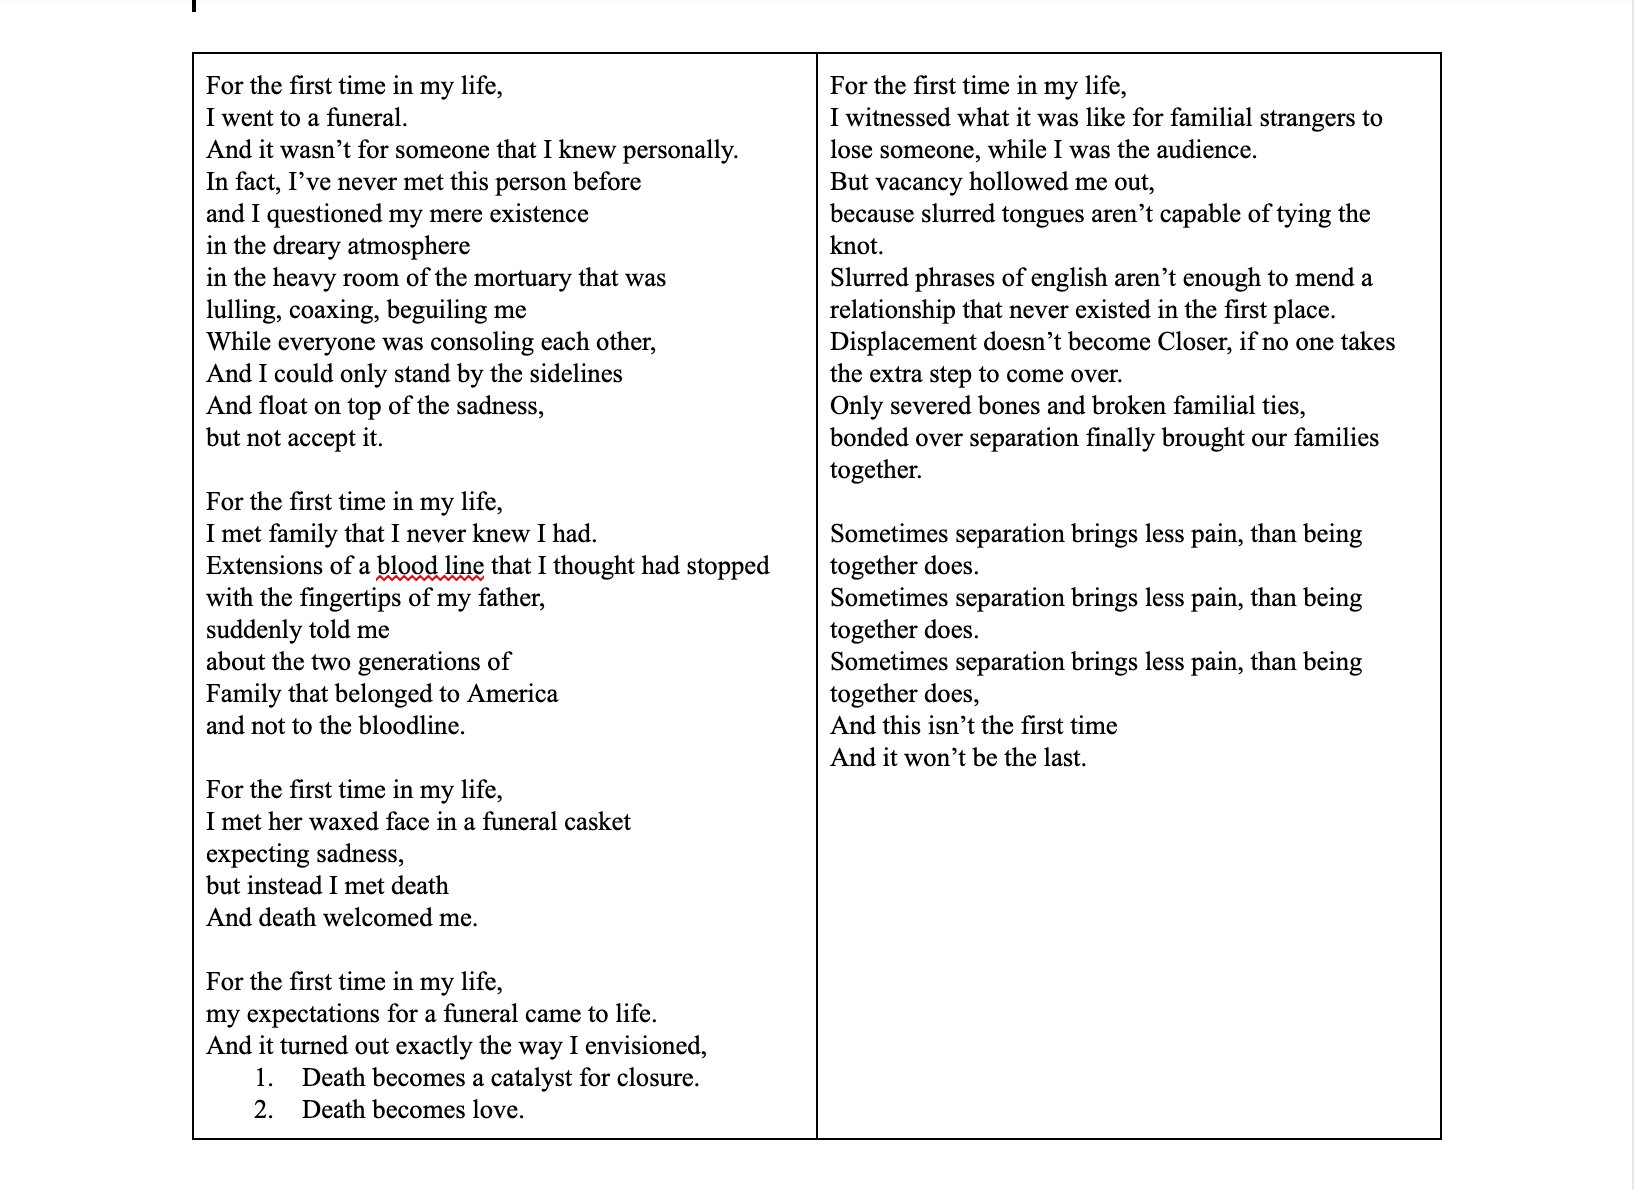 For the first time in my life,
I went to a funeral.
And it wasn’t for someone that I knew personally.
In fact, I’ve never met this person before
and I questioned my mere existence
in the dreary atmosphere
in the heavy room of the mortuary that was
lulling, coaxing, beguiling me
While everyone was consoling each other,
And I could only stand by the sidelines
And float on top of the sadness,
but not accept it.
For the first time in my life,
I met family that I never knew I had.
Extensions of a blood line that I thought had stopped
with the fingertips of my father,
suddenly told me
about the two generations of
Family that belonged to America
and not to the bloodline.
For the first time in my life,
I met her waxed face in a funeral casket
expecting sadness,
but instead I met death
And death welcomed me.
For the first time in my life,
my expectations for a funeral came to life.
And it turned out exactly the way I envisioned,
1. Death becomes a catalyst for closure.
2. Death becomes love.
For the first time in my life,
I witnessed what it was like for familial strangers to
lose someone, while I was the audience.
But vacancy hollowed me out,
because slurred tongues aren’t capable of tying the
knot.
Slurred phrases of english aren’t enough to mend a
relationship that never existed in the first place.
Displacement doesn’t become Closer, if no one takes
the extra step to come over.
Only severed bones and broken familial ties,
bonded over separation finally brought our families
together.
Sometimes separation brings less pain, than being
together does.
Sometimes separation brings less pain, than being
together does.
Sometimes separation brings less pain, than being
together does,
And this isn’t the first time
And it won’t be the last.